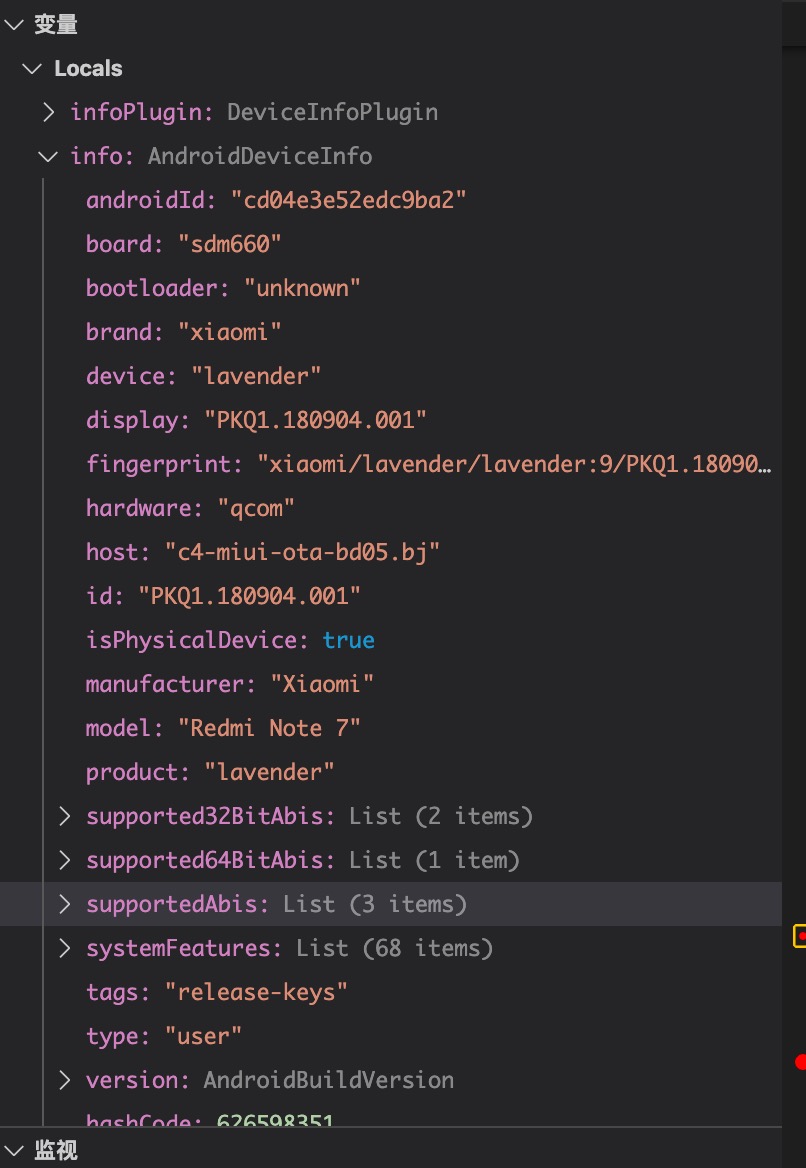 变量
Locals
infoPlugin: DeviceInfoPlugin
info: AndroidDeviceInfo
androidId: "cd04e3e52edc9ba2"
board: "sdm660"
bootloader: "unknown"
brand: "xiaomi"
device: "lavender"
display: "PKQ1.180904.001"
fingerprint: "xiaomi/lavender/lavender:9/PKQ1.18090…
hardware: "qcom"
host: "c4-miui-ota-bd05.bj"
id: "PKQ1.180904.001"
isPhysicalDevice: true
manufacturer: "Xiaomi"
model: "Redmi Note 7"
product: "lavender"
supported32BitAbis: List (2 items)
supported64BitAbis: List (1 item)
supportedAbis: List (3 items)
systemFeatures: List (68 items)
tags: "release-keys"
type: "user"
version: AndroidBuildVersion
hashCode: 626598351
监视